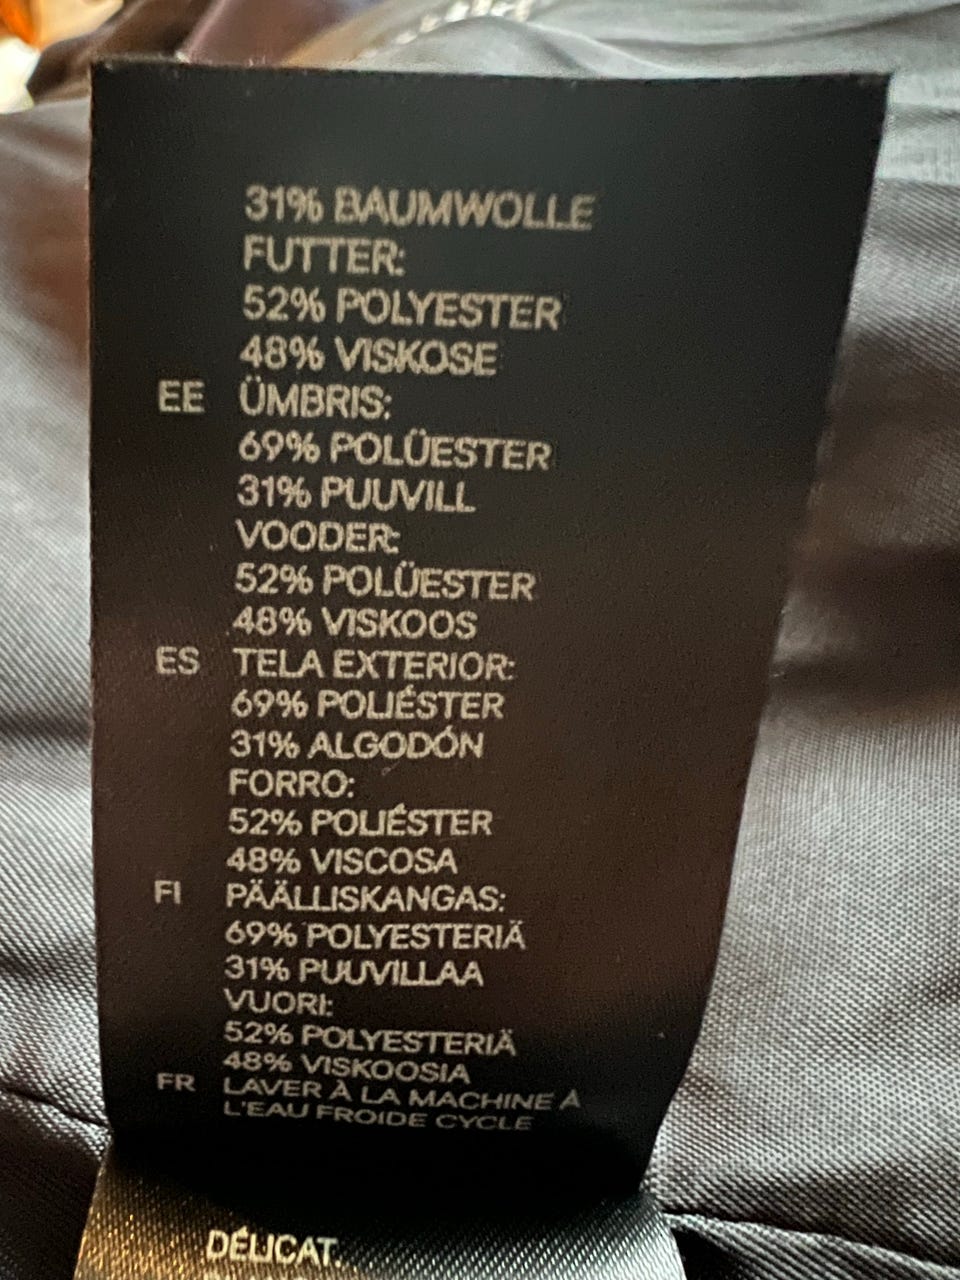 31% BAUMWOLLE
FUTTER:
52% POLYESTER
48% VISKOSE
EE ÜMBRIS:
69% POLÜESTER
31% PUUVILL
VOODER:
52% POLÜESTER
48% VISKOOS
ES TELA EXTERIOR:
69% POLIÉSTER
31% ALGODÓN
FORRO:
52% POLIÉSTER
48% VISCOSA
FI PÄÄLLISKANGAS:
69% POLYESTERIÄ
31% PUUVILLAA
VUORI:
52% POLYESTERIÄ
48% VISKOOSIA
FR LAVER À LA MACHINE À
L'EAU FROIDE CYCLE
DÉLICAT.